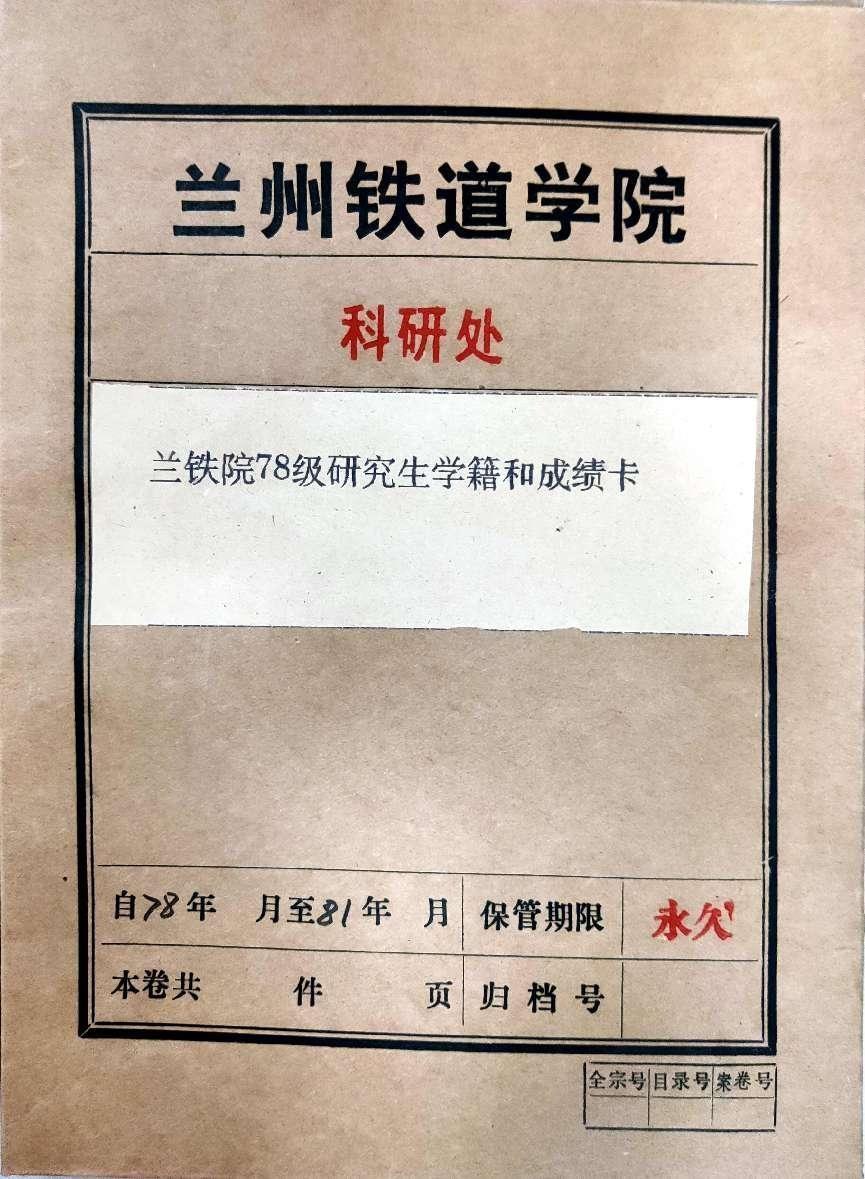 兰州铁道学院
科研处
兰铁院78级研究生学籍和成绩卡
自78年 月至81年 月 保管期限 永久
本卷共 件 页 归档号
全宗号 目录号 案卷号